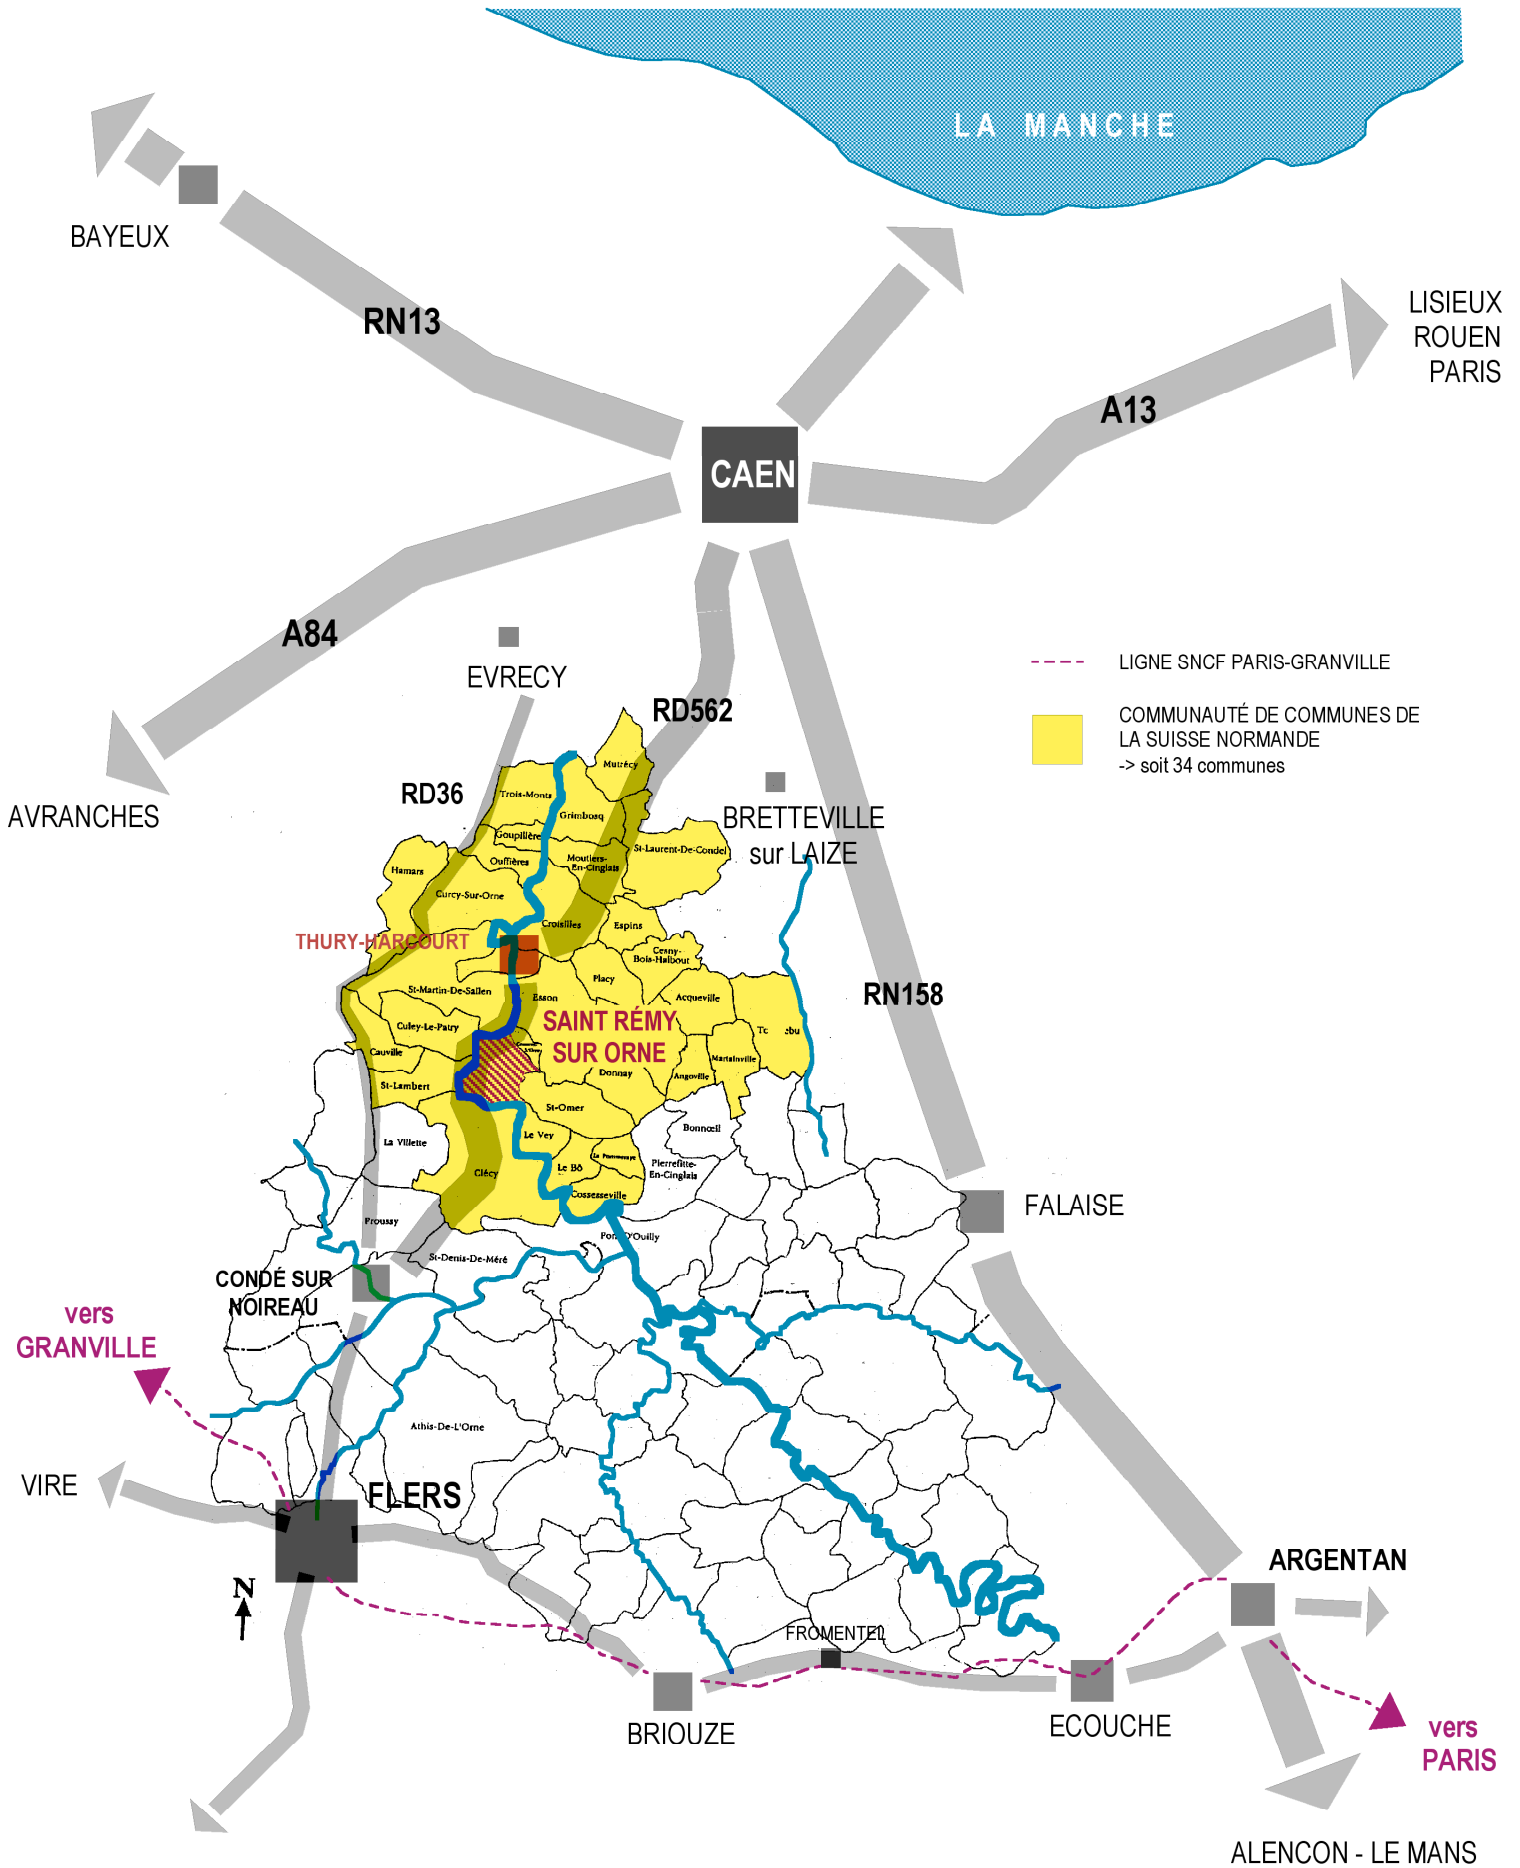 LA MANCHE
BAYEUX
RN13
LISIEUX
ROUEN
PARIS
A13
CAEN
A84
EVRECY
LIGNE SNCF PARIS-GRANVILLE
RD562
COMMUNAUTÉ DE COMMUNES DE
LA SUISSE NORMANDE
-> soit 34 communes
Mutrécy
RD36
Trois-Monts
AVRANCHES
Grimbosq
BRETTEVILLE
sur LAIZE
Goupillère
St-Laurent-De-Condel
Ouffières
Moutiers-
En-Cinglais
Hamars
Curcy-Sur-Orne
Croisilles
Espins
THURY-HARCOURT
Cesny-
Bois-Halbout
Placy
St-Martin-De-Sallen
Esson
Acqueville
RN158
SAINT RÉMY
SUR ORNE
Culey-Le-Patry
Cauville
Martainville
Donnay
Angoville
St-Lambert
St-Omer
Bonnœil
La Villette
Le Vey
Le Bô
Pierrefitte-
En-Cinglais
Clécy
Cossesseville
FALAISE
Proussy
Pont D'Ouilly
St-Denis-De-Méré
CONDÉ SUR
NOIREAU
vers
GRANVILLE
Athis-De-L'Orne
VIRE
FLERS
ARGENTAN
N
FROMENTEL
BRIOUZE
ECOUCHE
vers
PARIS
ALENCON - LE MANS